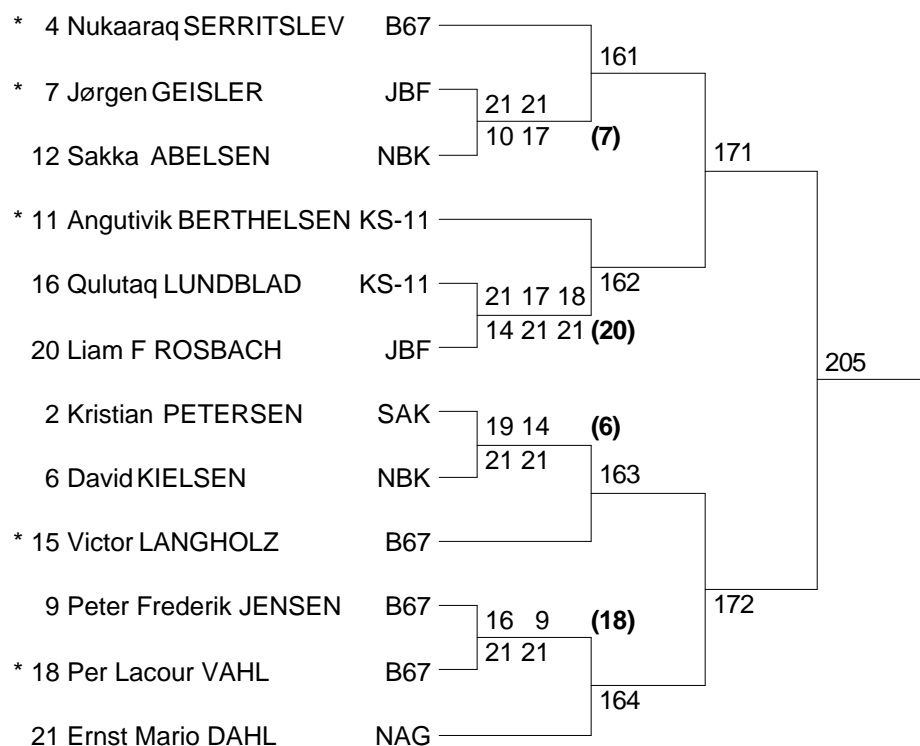 * 4 Nukaaraq SERRITSLEV B67
161
* 7 Jørgen GEISLER JBF
21 21
10 17 (7)
12 Sakka ABELSEN NBK
171
* 11 Angutivik BERTHELSEN KS-11
162
16 Qulutaq LUNDBLAD KS-11
21 17 18
14 21 21 (20)
20 Liam F ROSBACH JBF
205
2 Kristian PETERSEN SAK
19 14 (6)
21 21
6 David KIELSEN NBK
163
* 15 Victor LANGHOLZ B67
172
9 Peter Frederik JENSEN B67
16 9 (18)
21 21
* 18 Per Lacour VAHL B67
164
21 Ernst Mario DAHL NAG